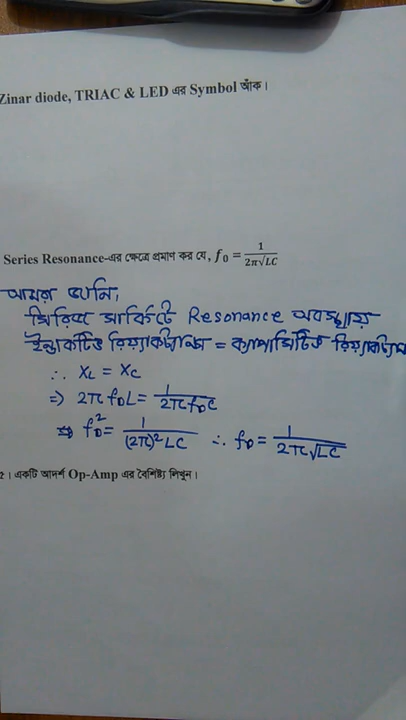 Zinar diode, TRIAC & LED এর Symbol আঁক।
Series Resonance-এর ক্ষেত্রে প্রমাণ কর যে, f₀ = 1/(2π√LC)
আমরা জানি,
সিরিজ সার্কিটে Resonance অবস্থায়
ইন্ডাকটিভ রিয়্যাকট্যান্স = ক্যাপাসিটিভ রিয়্যাকট্যান্স
∴ XL = XC
⇒ 2πf₀L = 1/(2πf₀C)
⇒ f₀² = 1/((2π)²LC) ∴ f₀ = 1/(2π√LC)
৫। একটি আদর্শ Op-Amp এর বৈশিষ্ট্য লিখুন।